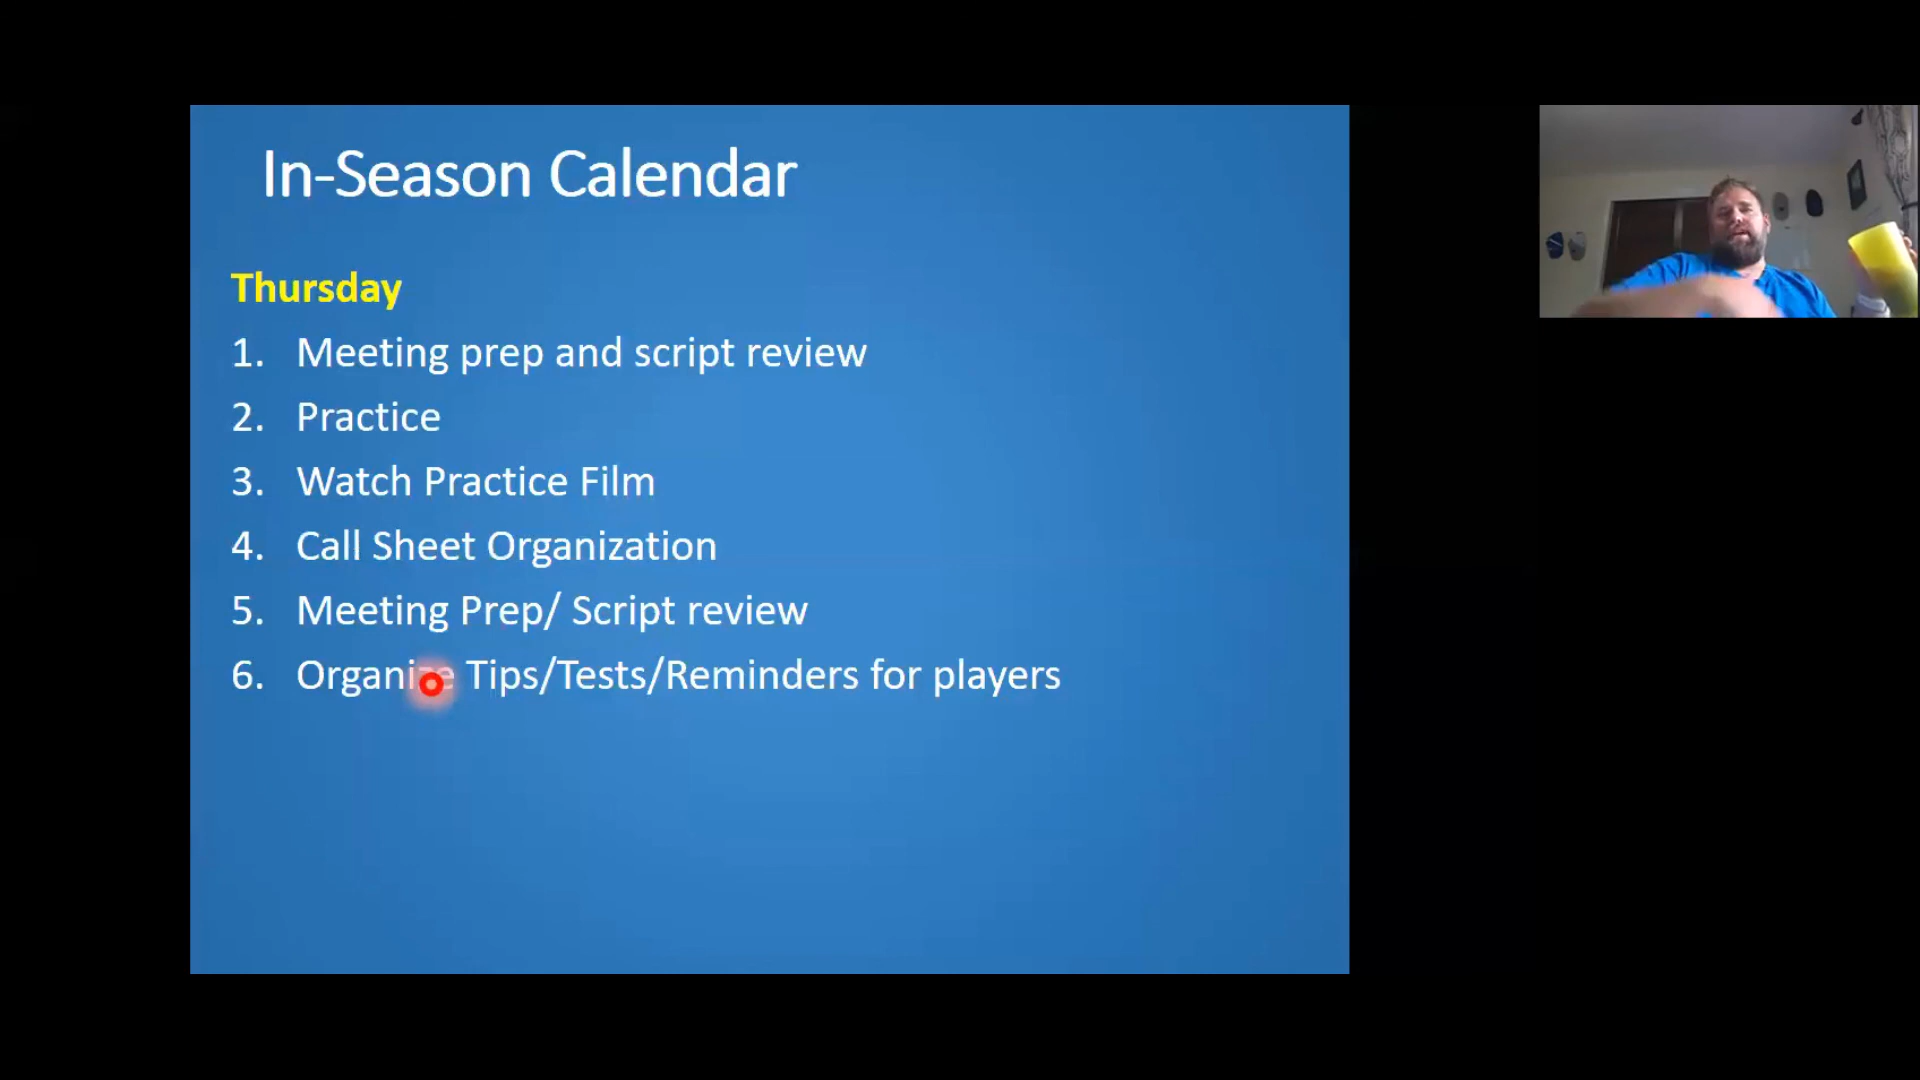 In-Season Calendar
Thursday
1. Meeting prep and script review
2. Practice
3. Watch Practice Film
4. Call Sheet Organization
5. Meeting Prep/ Script review
6. Organize Tips/Tests/Reminders for players